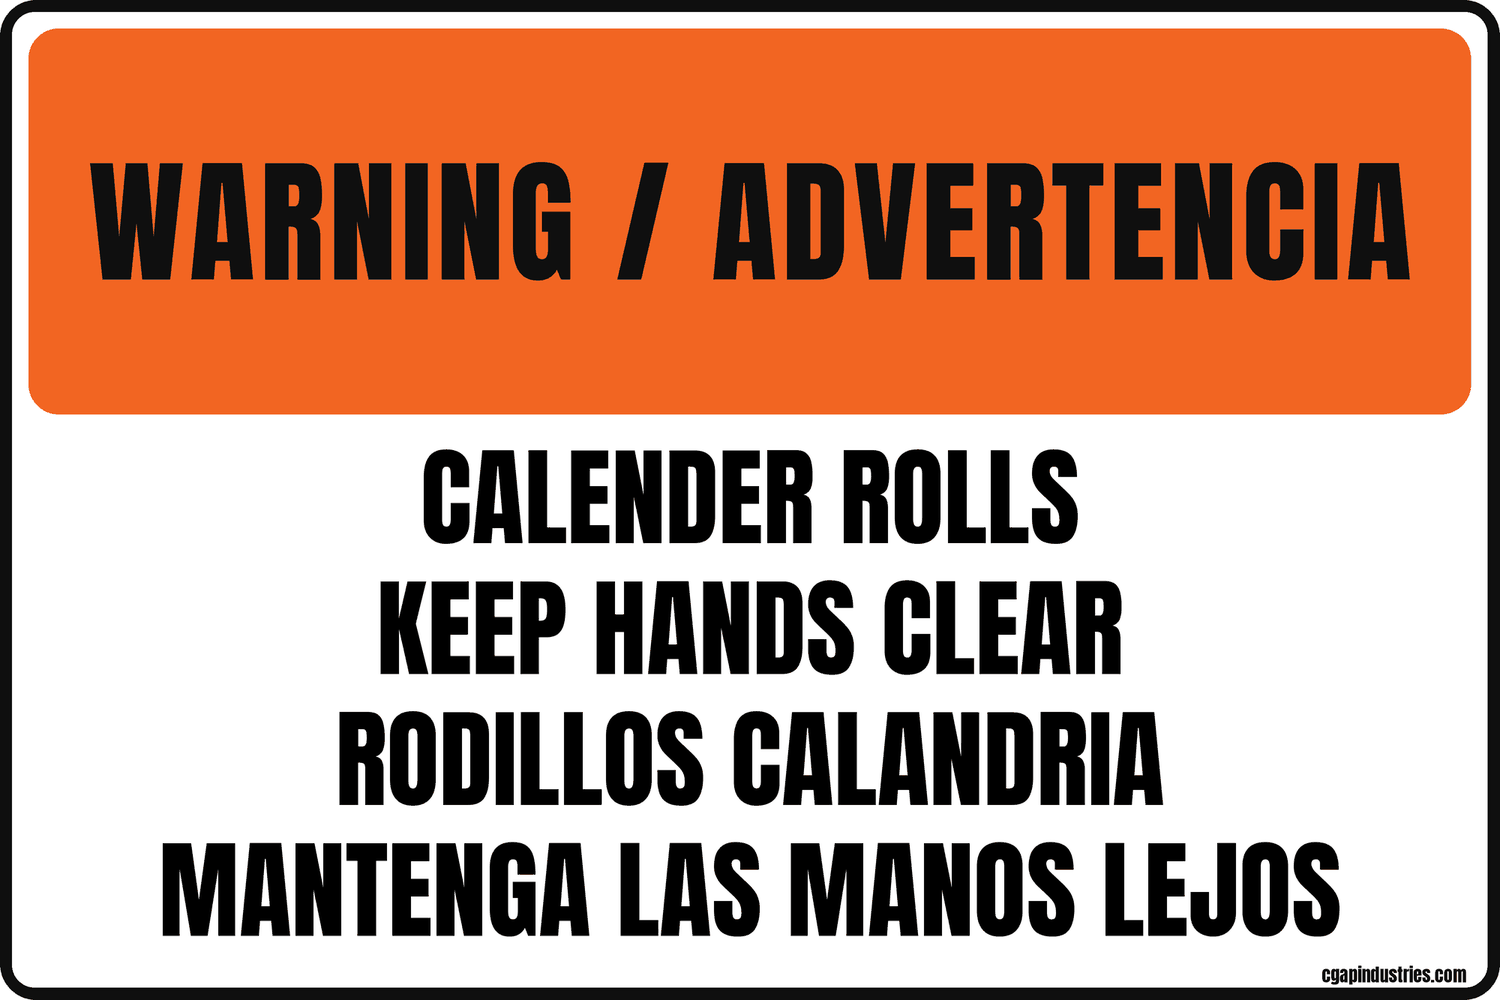 WARNING / ADVERTENCIA
CALENDER ROLLS
KEEP HANDS CLEAR
RODILLOS CALANDRIA
MANTENGA LAS MANOS LEJOS
cgapindustries.com